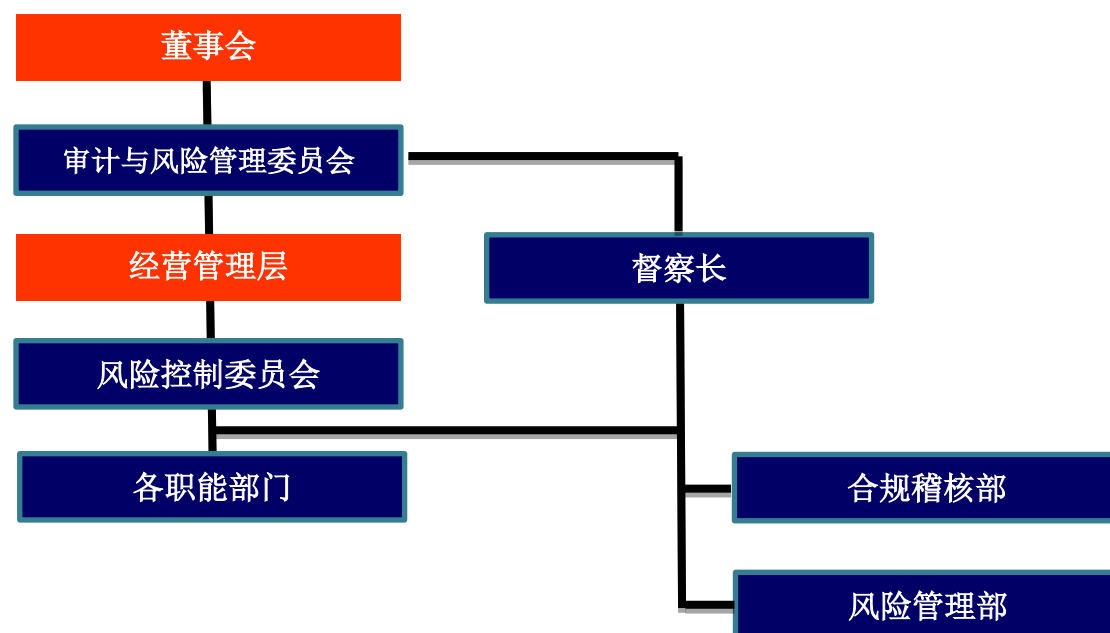 董事会
审计与风险管理委员会
经营管理层
督察长
风险控制委员会
各职能部门
合规稽核部
风险管理部